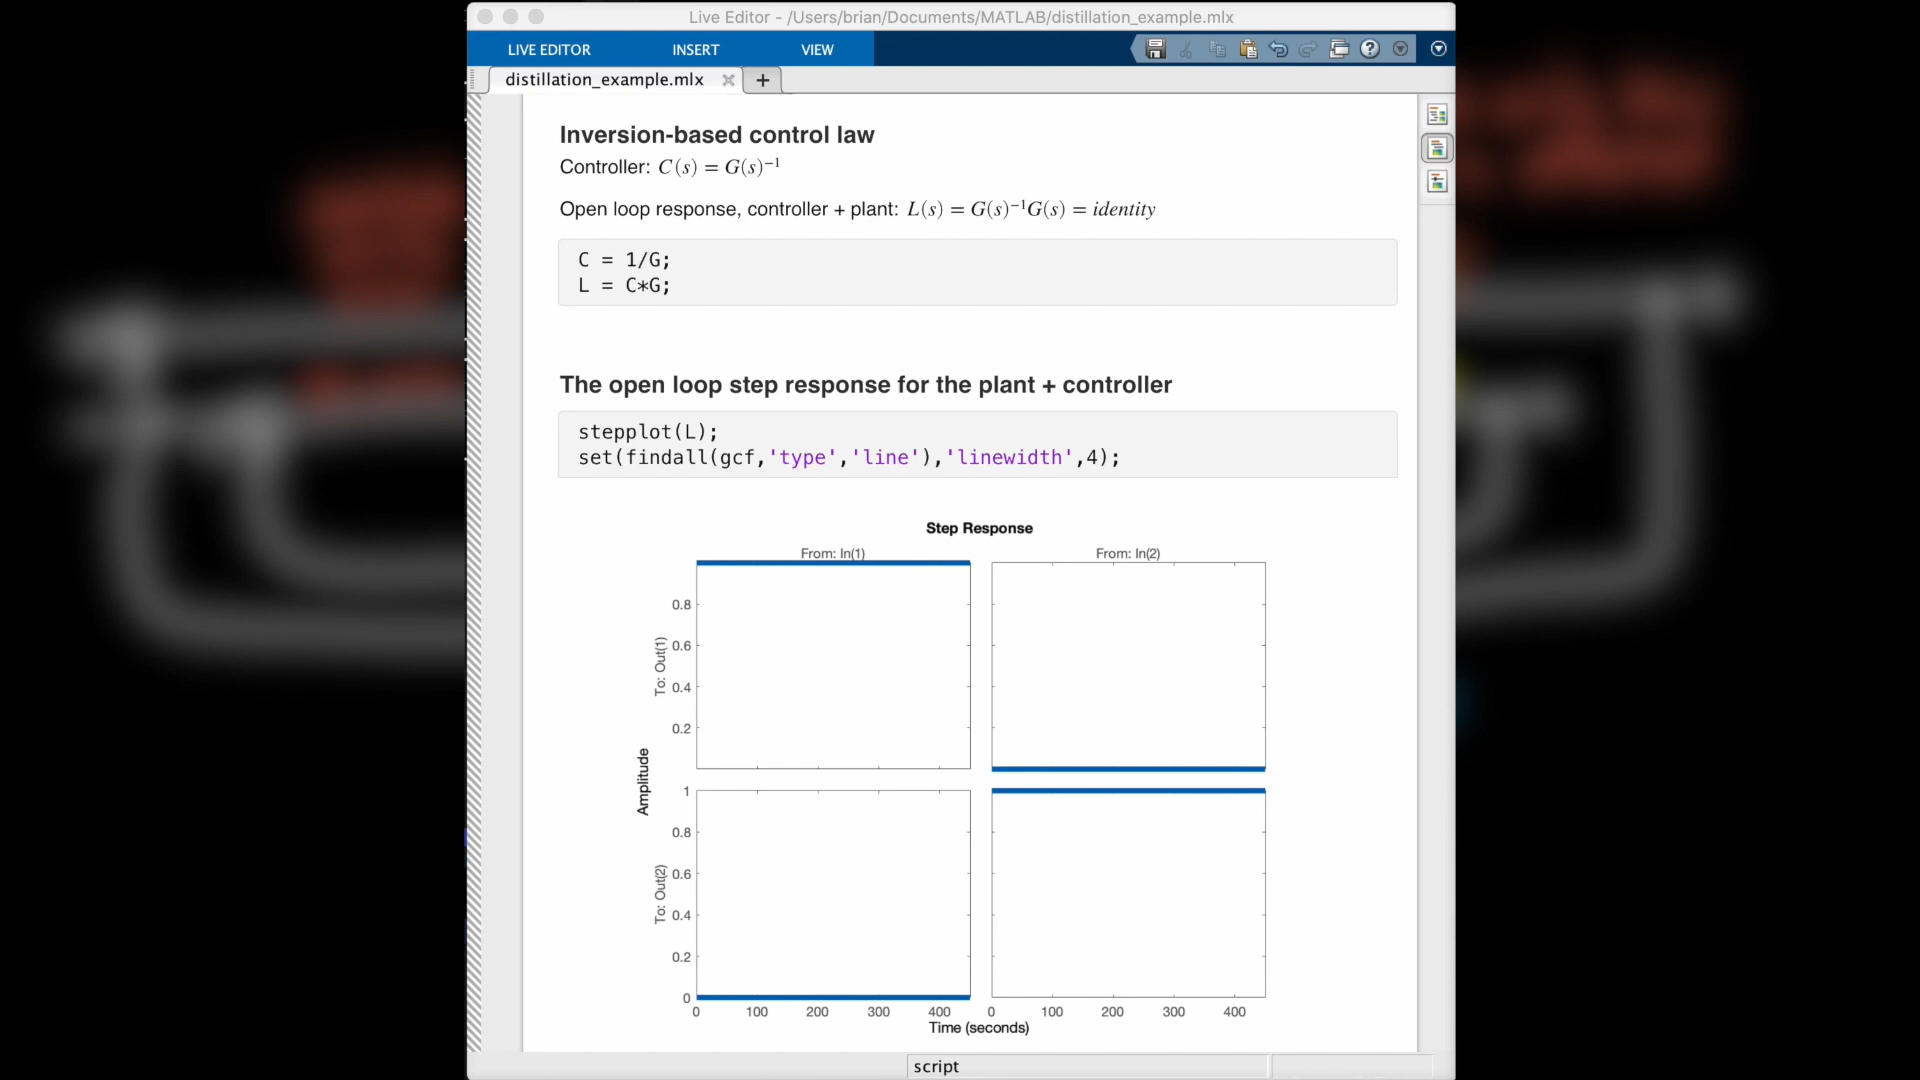 Live Editor - /Users/brian/Documents/MATLAB/distillation_example.mlx
LIVE EDITOR INSERT VIEW
distillation_example.mlx
Inversion-based control law
Controller: C(s) = G(s)⁻¹
Open loop response, controller + plant: L(s) = G(s)⁻¹G(s) = identity
C = 1/G;
L = C*G;
The open loop step response for the plant + controller
stepplot(L);
set(findall(gcf,'type','line'),'linewidth',4);
Step Response
From: In(1) From: In(2)
To: Out(1)
0.8
0.6
0.4
0.2
Amplitude
To: Out(2)
1
0.8
0.6
0.4
0.2
0
0 100 200 300 400 0 100 200 300 400
Time (seconds)
script